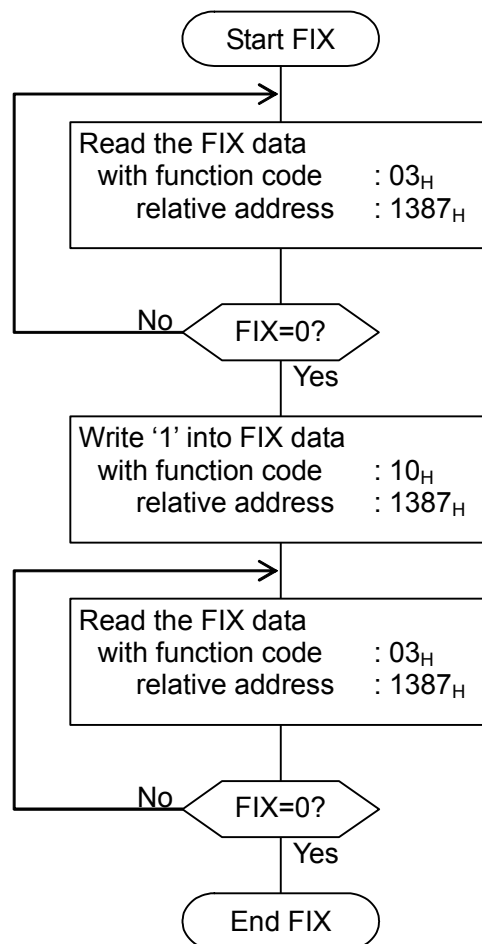 Start FIX
Read the FIX data
with function code : 03H
relative address : 1387H
No
FIX=0?
Yes
Write ‘1’ into FIX data
with function code : 10H
relative address : 1387H
Read the FIX data
with function code : 03H
relative address : 1387H
No
FIX=0?
Yes
End FIX